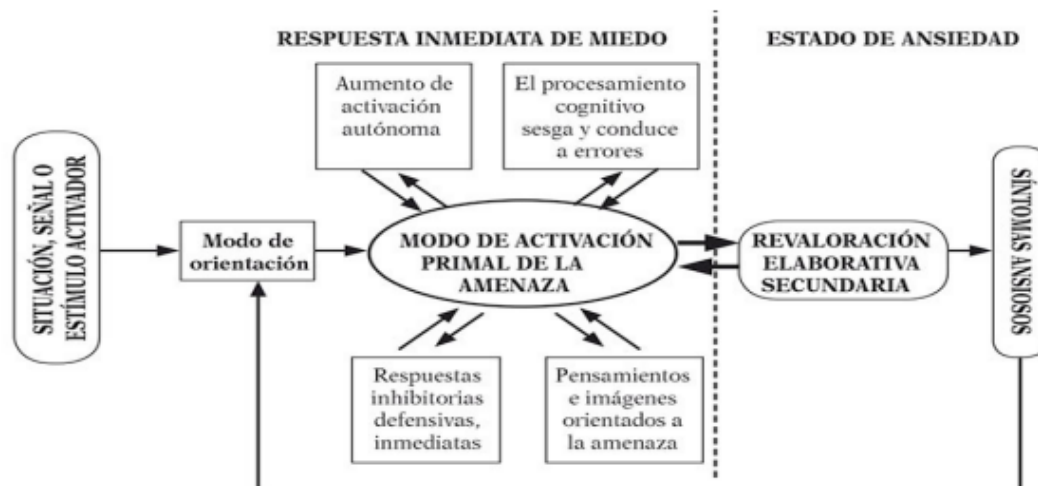 RESPUESTA INMEDIATA DE MIEDO
ESTADO DE ANSIEDAD
Aumento de
activación
autónoma
El procesamiento
cognitivo
sesga y conduce
a errores
SITUACIÓN, SEÑAL O
ESTÍMULO ACTIVADOR
Modo de
orientación
MODO DE ACTIVACIÓN
PRIMAL DE LA
AMENAZA
REVALORACIÓN
ELABORATIVA
SECUNDARIA
SÍNTOMAS ANSIOSOS
Respuestas
inhibitorias
defensivas,
inmediatas
Pensamientos
e imágenes
orientados a
la amenaza